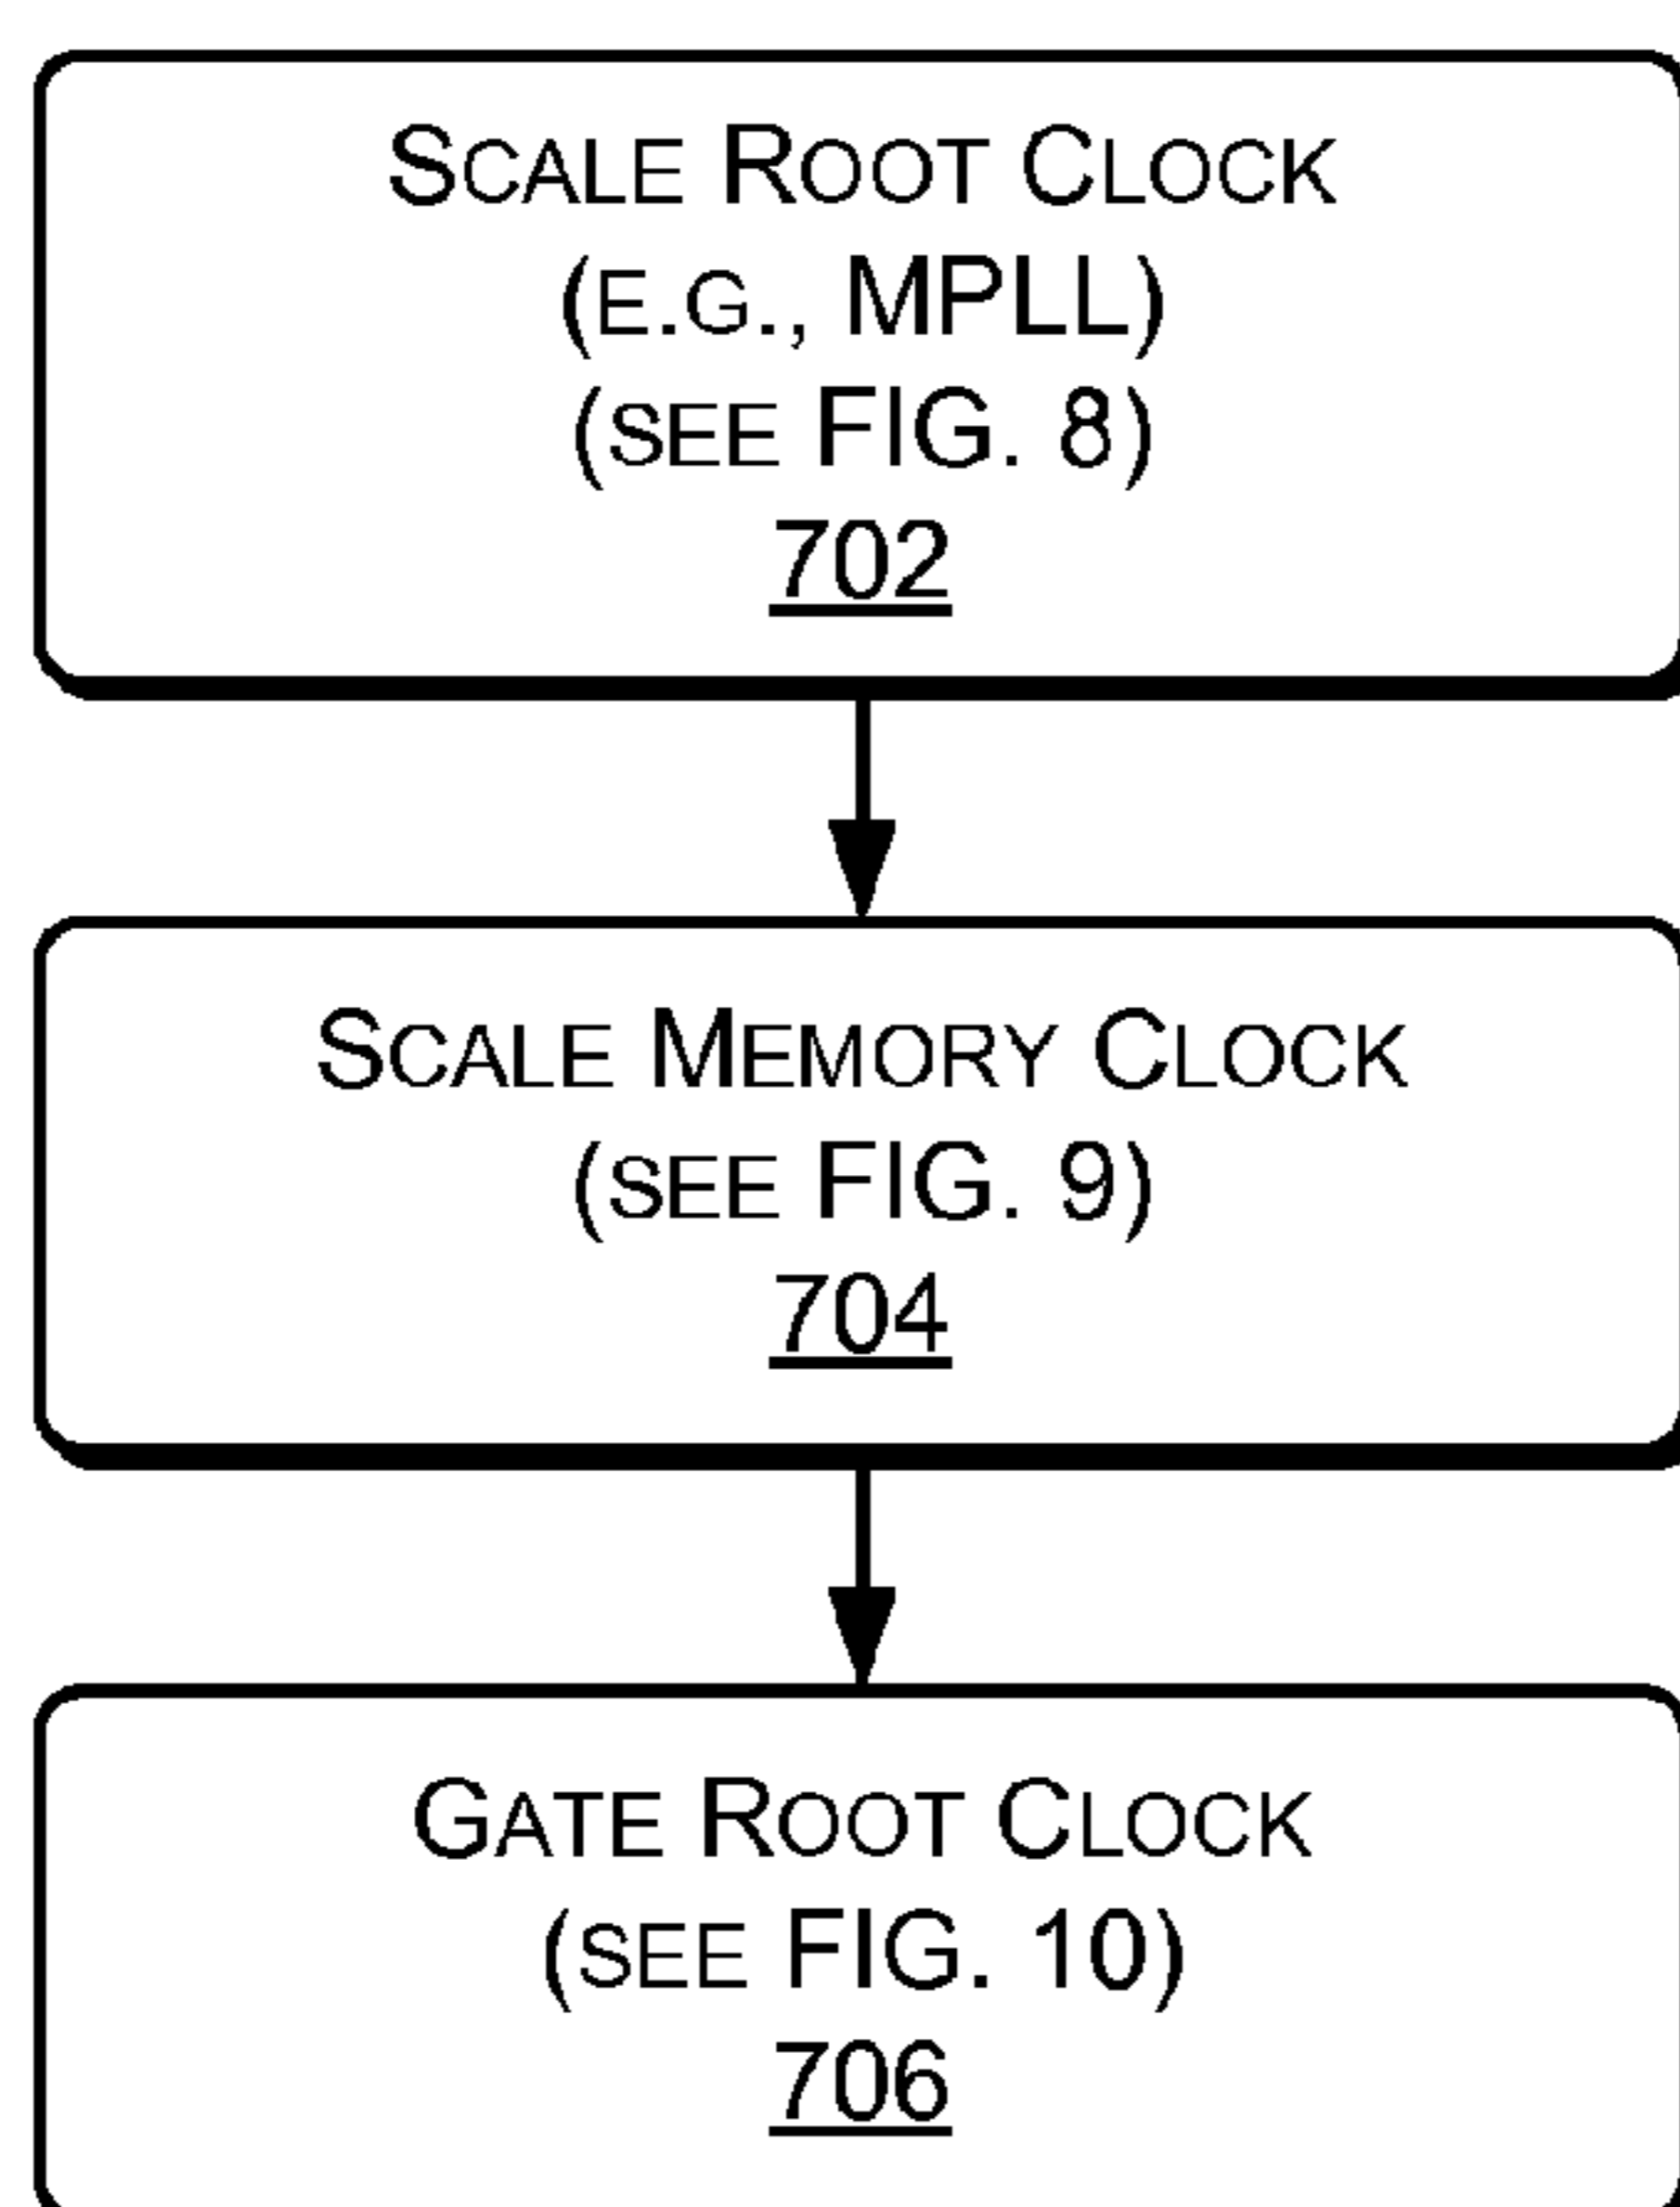 SCALE ROOT CLOCK
(E.G., MPLL)
(SEE FIG. 8)
702
SCALE MEMORY CLOCK
(SEE FIG. 9)
704
GATE ROOT CLOCK
(SEE FIG. 10)
706